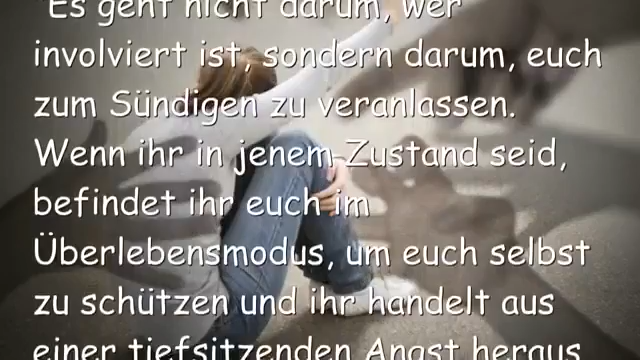 "Es geht nicht darum, wer
involviert ist, sondern darum, euch
zum Sündigen zu veranlassen.
Wenn ihr in jenem Zustand seid,
befindet ihr euch im
Überlebensmodus, um euch selbst
zu schützen und ihr handelt aus
einer tiefsitzenden Angst heraus